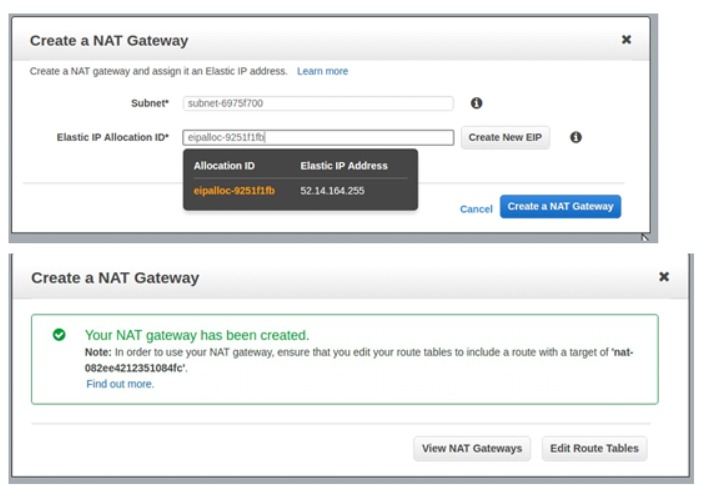 Create a NAT Gateway
Create a NAT gateway and assign it an Elastic IP address. Learn more
Subnet* subnet-6975f700
Elastic IP Allocation ID* eipalloc-9251f1fb Create New EIP
Allocation ID Elastic IP Address
eipalloc-9251f1fb 52.14.164.255
Cancel Create a NAT Gateway
Create a NAT Gateway
Your NAT gateway has been created.
Note: In order to use your NAT gateway, ensure that you edit your route tables to include a route with a target of 'nat-
082ee4212351084fc'.
Find out more.
View NAT Gateways Edit Route Tables